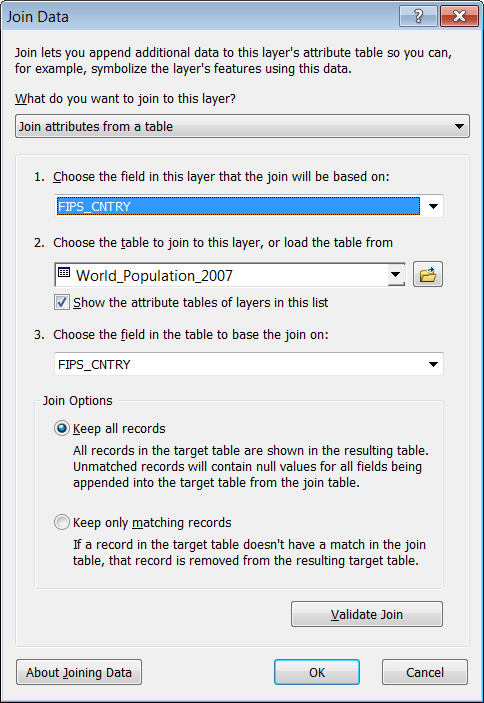 Join Data
?
Join lets you append additional data to this layer's attribute table so you can,
for example, symbolize the layer's features using this data.
What do you want to join to this layer?
Join attributes from a table
1. Choose the field in this layer that the join will be based on:
FIPS_CNTRY
2. Choose the table to join to this layer, or load the table from
World_Population_2007
Show the attribute tables of layers in this list
3. Choose the field in the table to base the join on:
FIPS_CNTRY
Join Options
Keep all records
All records in the target table are shown in the resulting table.
Unmatched records will contain null values for all fields being
appended into the target table from the join table.
Keep only matching records
If a record in the target table doesn't have a match in the join
table, that record is removed from the resulting target table.
Validate Join
About Joining Data
OK
Cancel